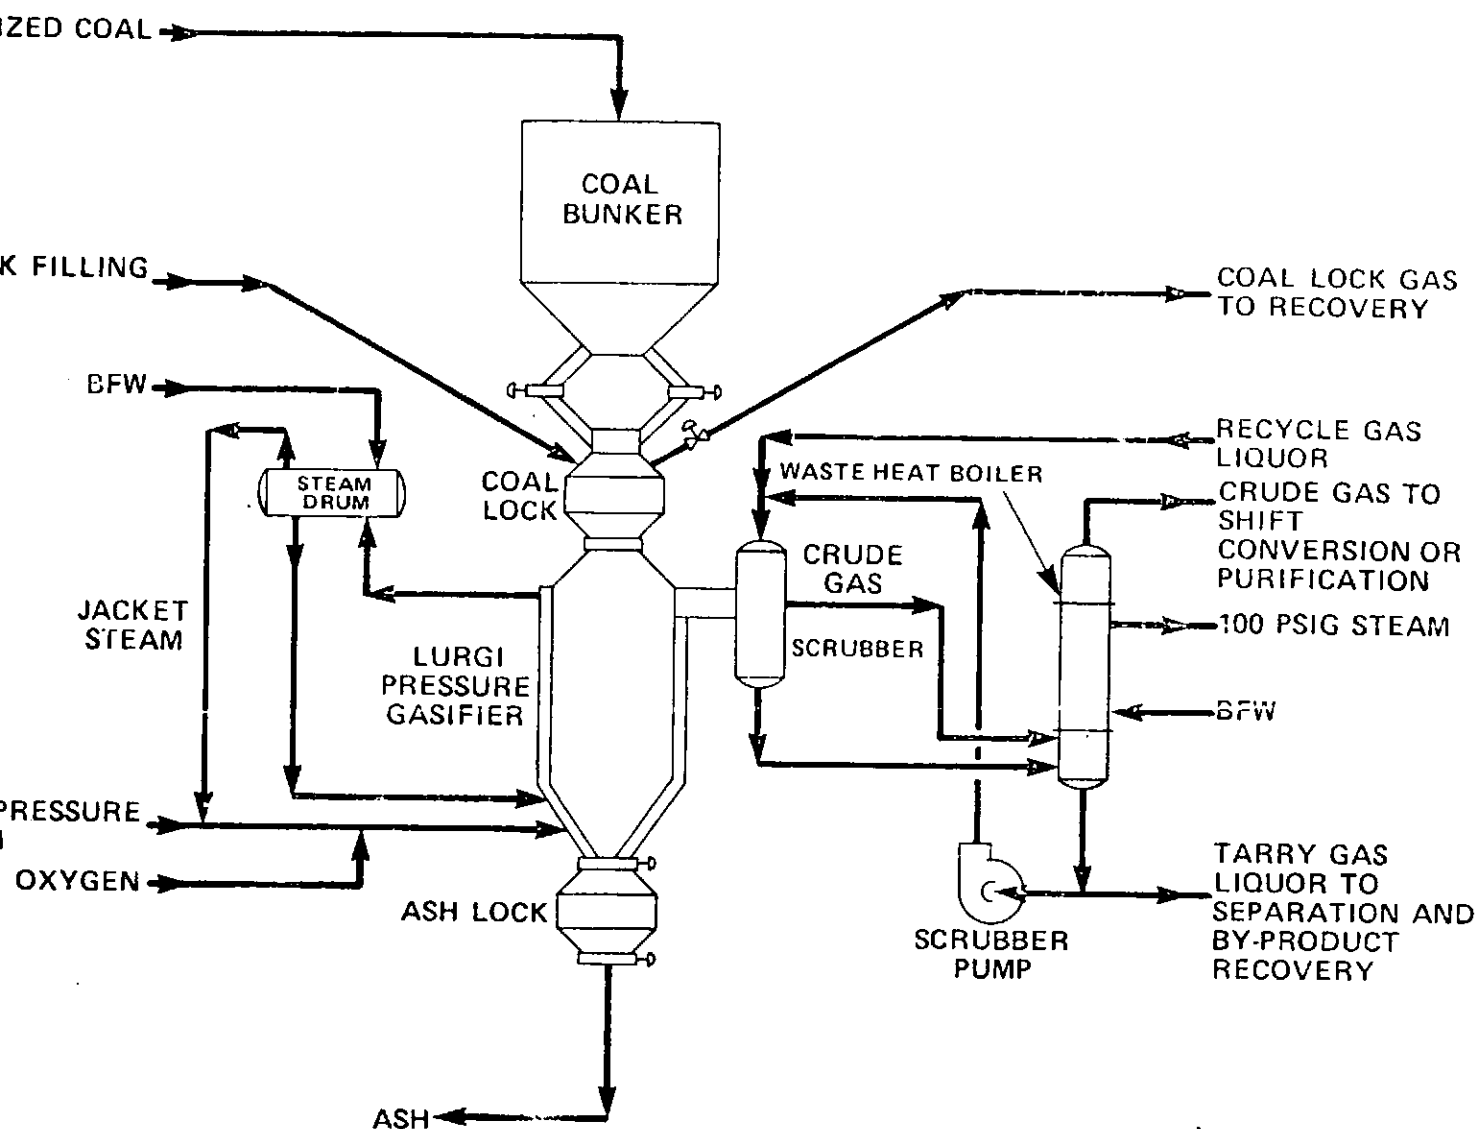 IZED COAL
COAL
BUNKER
K FILLING
COAL LOCK GAS
TO RECOVERY
BFW
RECYCLE GAS
LIQUOR
WASTE HEAT BOILER
STEAM
DRUM
COAL
LOCK
CRUDE GAS TO
SHIFT
CONVERSION OR
PURIFICATION
CRUDE
GAS
JACKET
STEAM
100 PSIG STEAM
SCRUBBER
LURGI
PRESSURE
GASIFIER
BFW
PRESSURE
OXYGEN
TARRY GAS
LIQUOR TO
SEPARATION AND
BY-PRODUCT
RECOVERY
ASH LOCK
SCRUBBER
PUMP
ASH